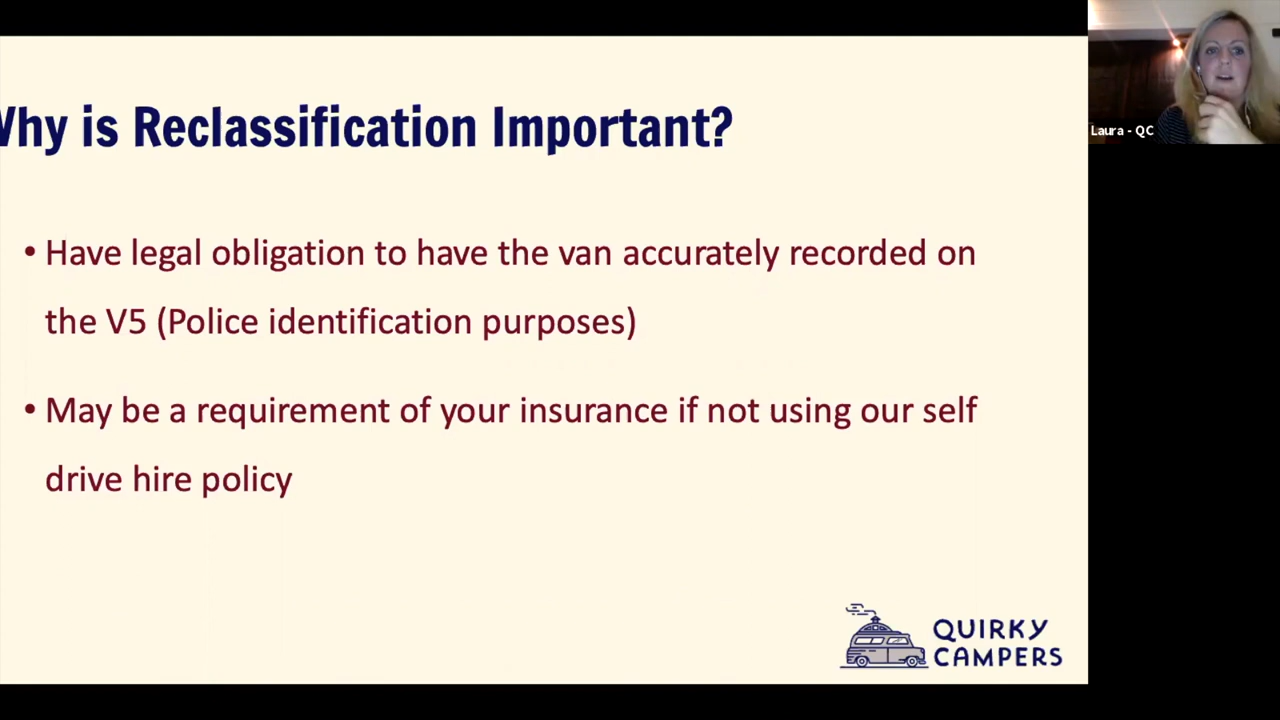 Why is Reclassification Important?
• Have legal obligation to have the van accurately recorded on
the V5 (Police identification purposes)
• May be a requirement of your insurance if not using our self
drive hire policy
QUIRKY
CAMPERS
Laura - QC